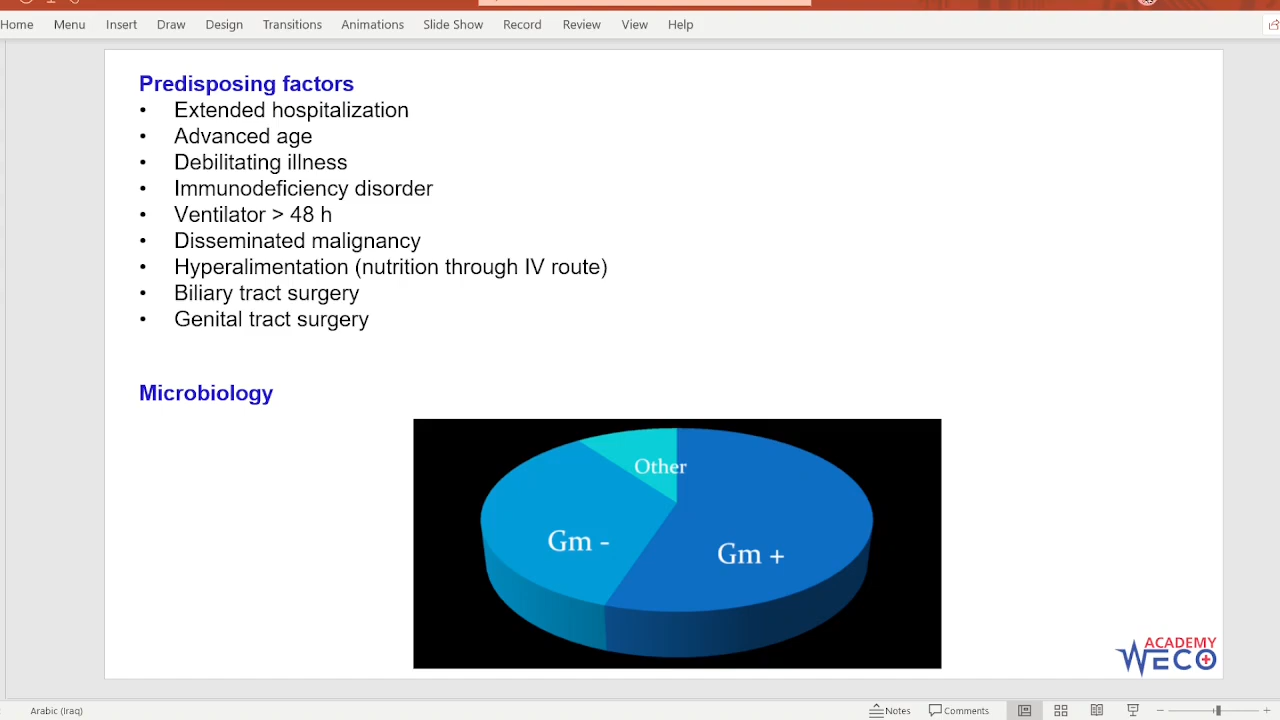 Home Menu Insert Draw Design Transitions Animations Slide Show Record Review View Help
Predisposing factors
• Extended hospitalization
• Advanced age
• Debilitating illness
• Immunodeficiency disorder
• Ventilator > 48 h
• Disseminated malignancy
• Hyperalimentation (nutrition through IV route)
• Biliary tract surgery
• Genital tract surgery
Microbiology
Other
Gm -
Gm +
ACADEMY
WECO
Arabic (Iraq) Notes Comments